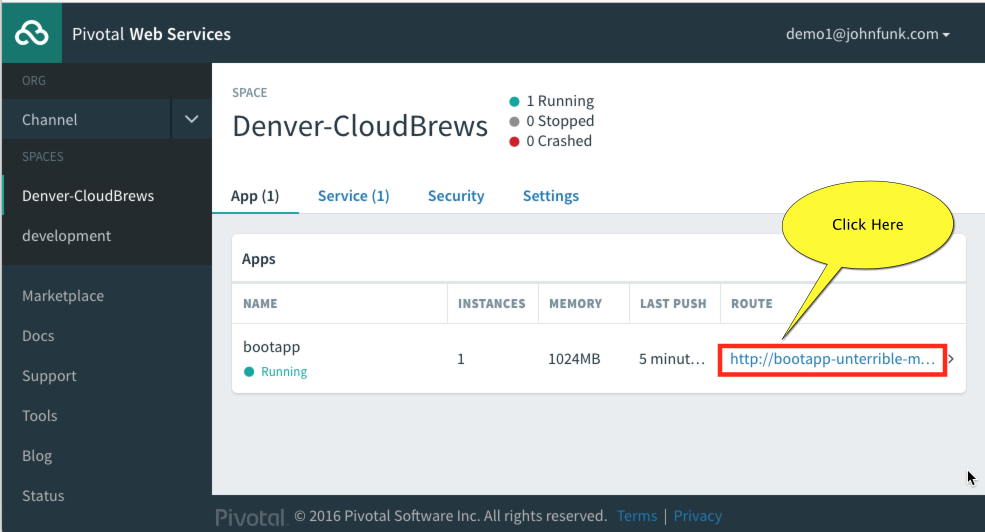 Pivotal Web Services
demo1@johnfunk.com
ORG
Channel
SPACES
Denver-CloudBrews
development
Marketplace
Docs
Support
Tools
Blog
Status
SPACE
Denver-CloudBrews
1 Running
0 Stopped
0 Crashed
App (1) Service (1) Security Settings
Click Here
Apps
NAME INSTANCES MEMORY LAST PUSH ROUTE
bootapp
Running
1 1024MB 5 minut... http://bootapp-unterrible-m...
Pivotal © 2016 Pivotal Software Inc. All rights reserved. Terms | Privacy